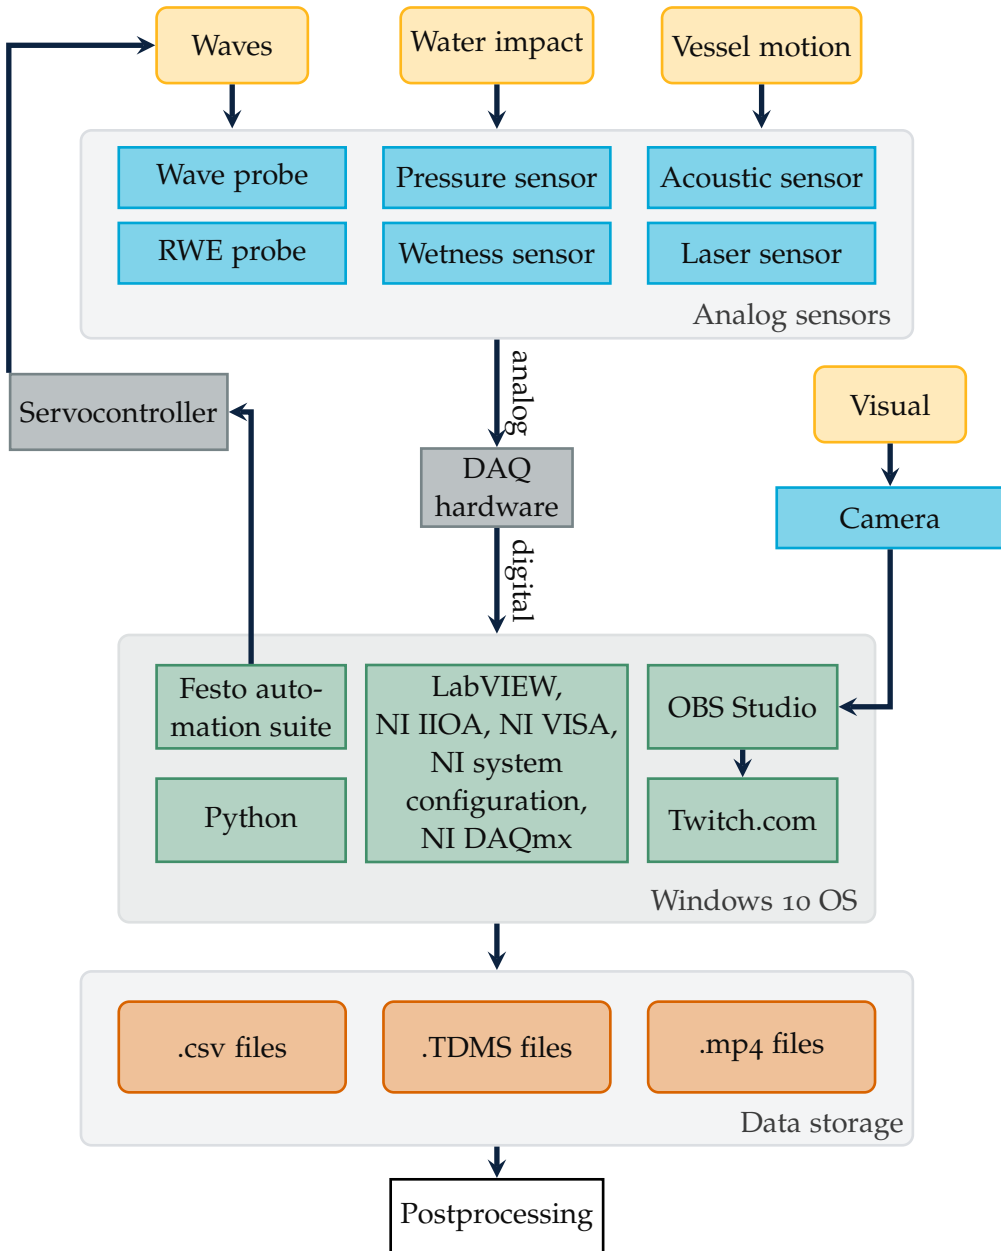 Waves
Water impact
Vessel motion
Wave probe
Pressure sensor
Acoustic sensor
RWE probe
Wetness sensor
Laser sensor
Analog sensors
analog
Servocontroller
Visual
DAQ
hardware
Camera
digital
Festo auto-
mation suite
LabVIEW,
NI IIOA, NI VISA,
NI system
configuration,
NI DAQmx
OBS Studio
Python
Twitch.com
Windows 10 OS
.csv files
.TDMS files
.mp4 files
Data storage
Postprocessing